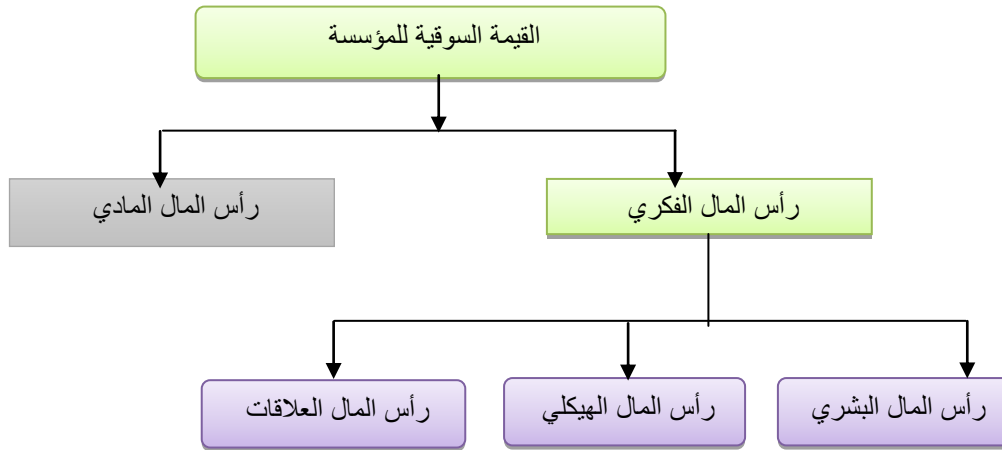 القيمة السوقية للمؤسسة
رأس المال الفكري
رأس المال المادي
رأس المال البشري
رأس المال الهيكلي
رأس المال العلاقات